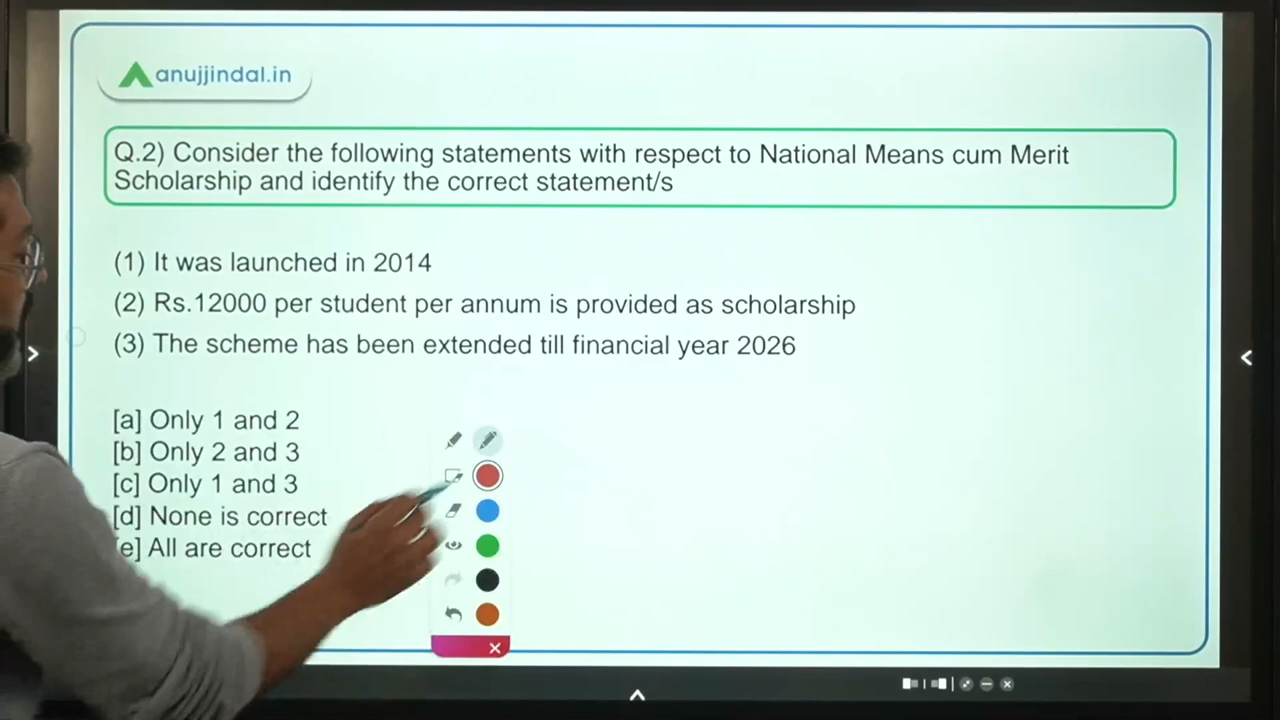 anujjindal.in
Q.2) Consider the following statements with respect to National Means cum Merit
Scholarship and identify the correct statement/s
(1) It was launched in 2014
(2) Rs.12000 per student per annum is provided as scholarship
(3) The scheme has been extended till financial year 2026
[a] Only 1 and 2
[b] Only 2 and 3
[c] Only 1 and 3
[d] None is correct
e] All are correct